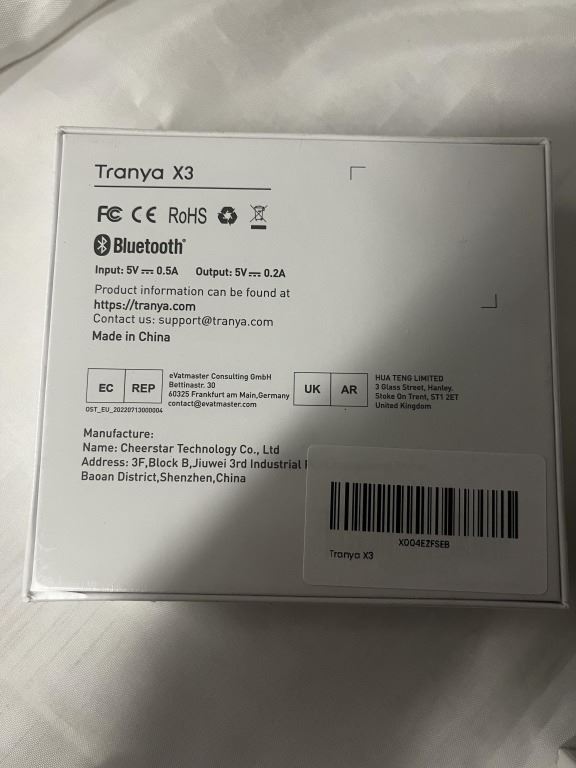 Tranya X3
FC CE RoHS
Bluetooth®
Input: 5V⎓0.5A Output: 5V⎓0.2A
Product information can be found at
https://tranya.com
Contact us: support@tranya.com
Made in China
EC REP
eVatmaster Consulting GmbH
Bettinastr. 30
60325 Frankfurt am Main,Germany
contact@evatmaster.com
OST_EU_20220713000004
UK AR
HUA TENG LIMITED
3 Glass Street, Hanley.
Stoke On Trent, ST1 2ET
United Kingdom
Manufacture:
Name: Cheerstar Technology Co., Ltd
Address: 3F,Block B,Jiuwei 3rd Industrial
Baoan District,Shenzhen,China
X004EZFSEB
Tranya X3